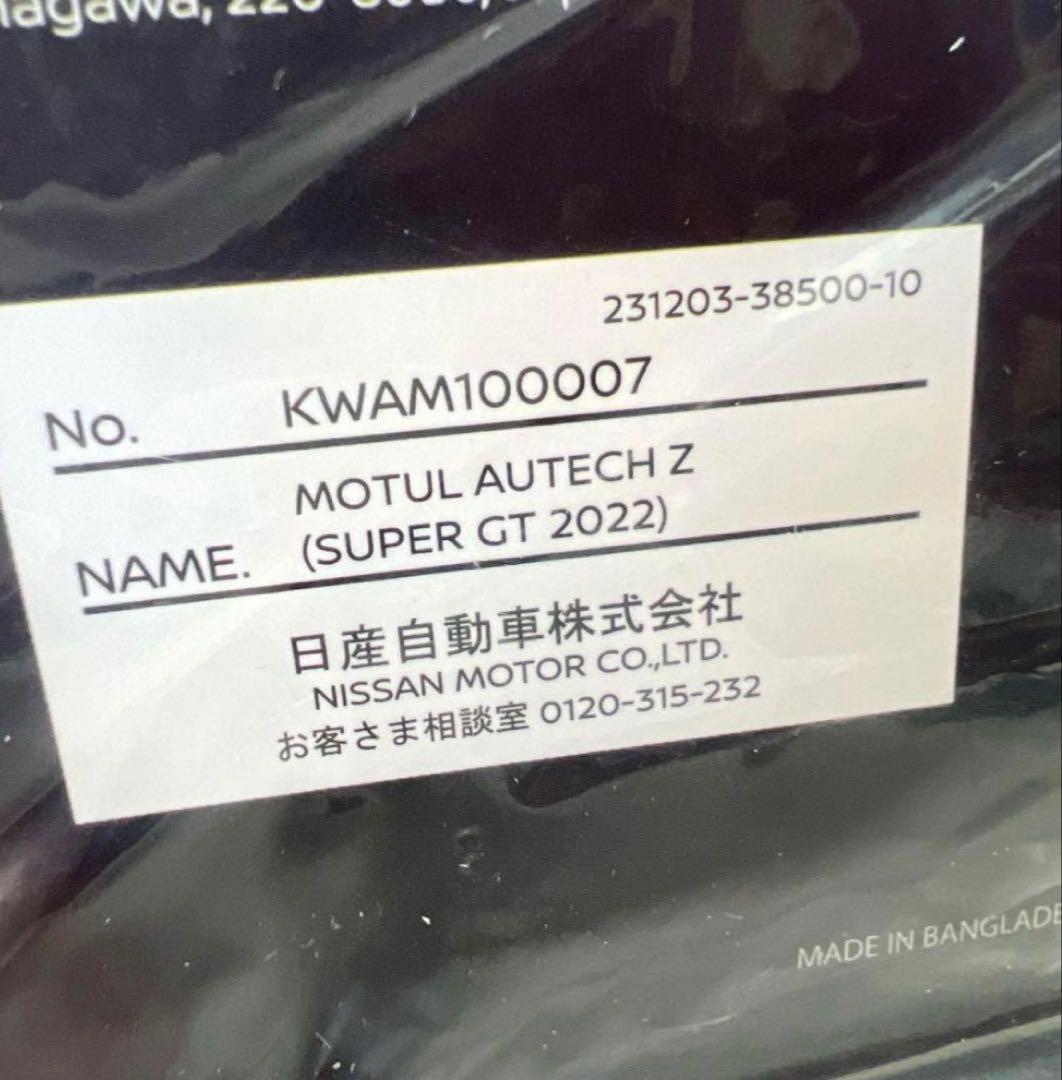 231203-38500-10
No. KWAM100007
MOTUL AUTECH Z
NAME. (SUPER GT 2022)
日産自動車株式会社
NISSAN MOTOR CO.,LTD.
お客さま相談室 0120-315-232
MADE IN BANGLADE